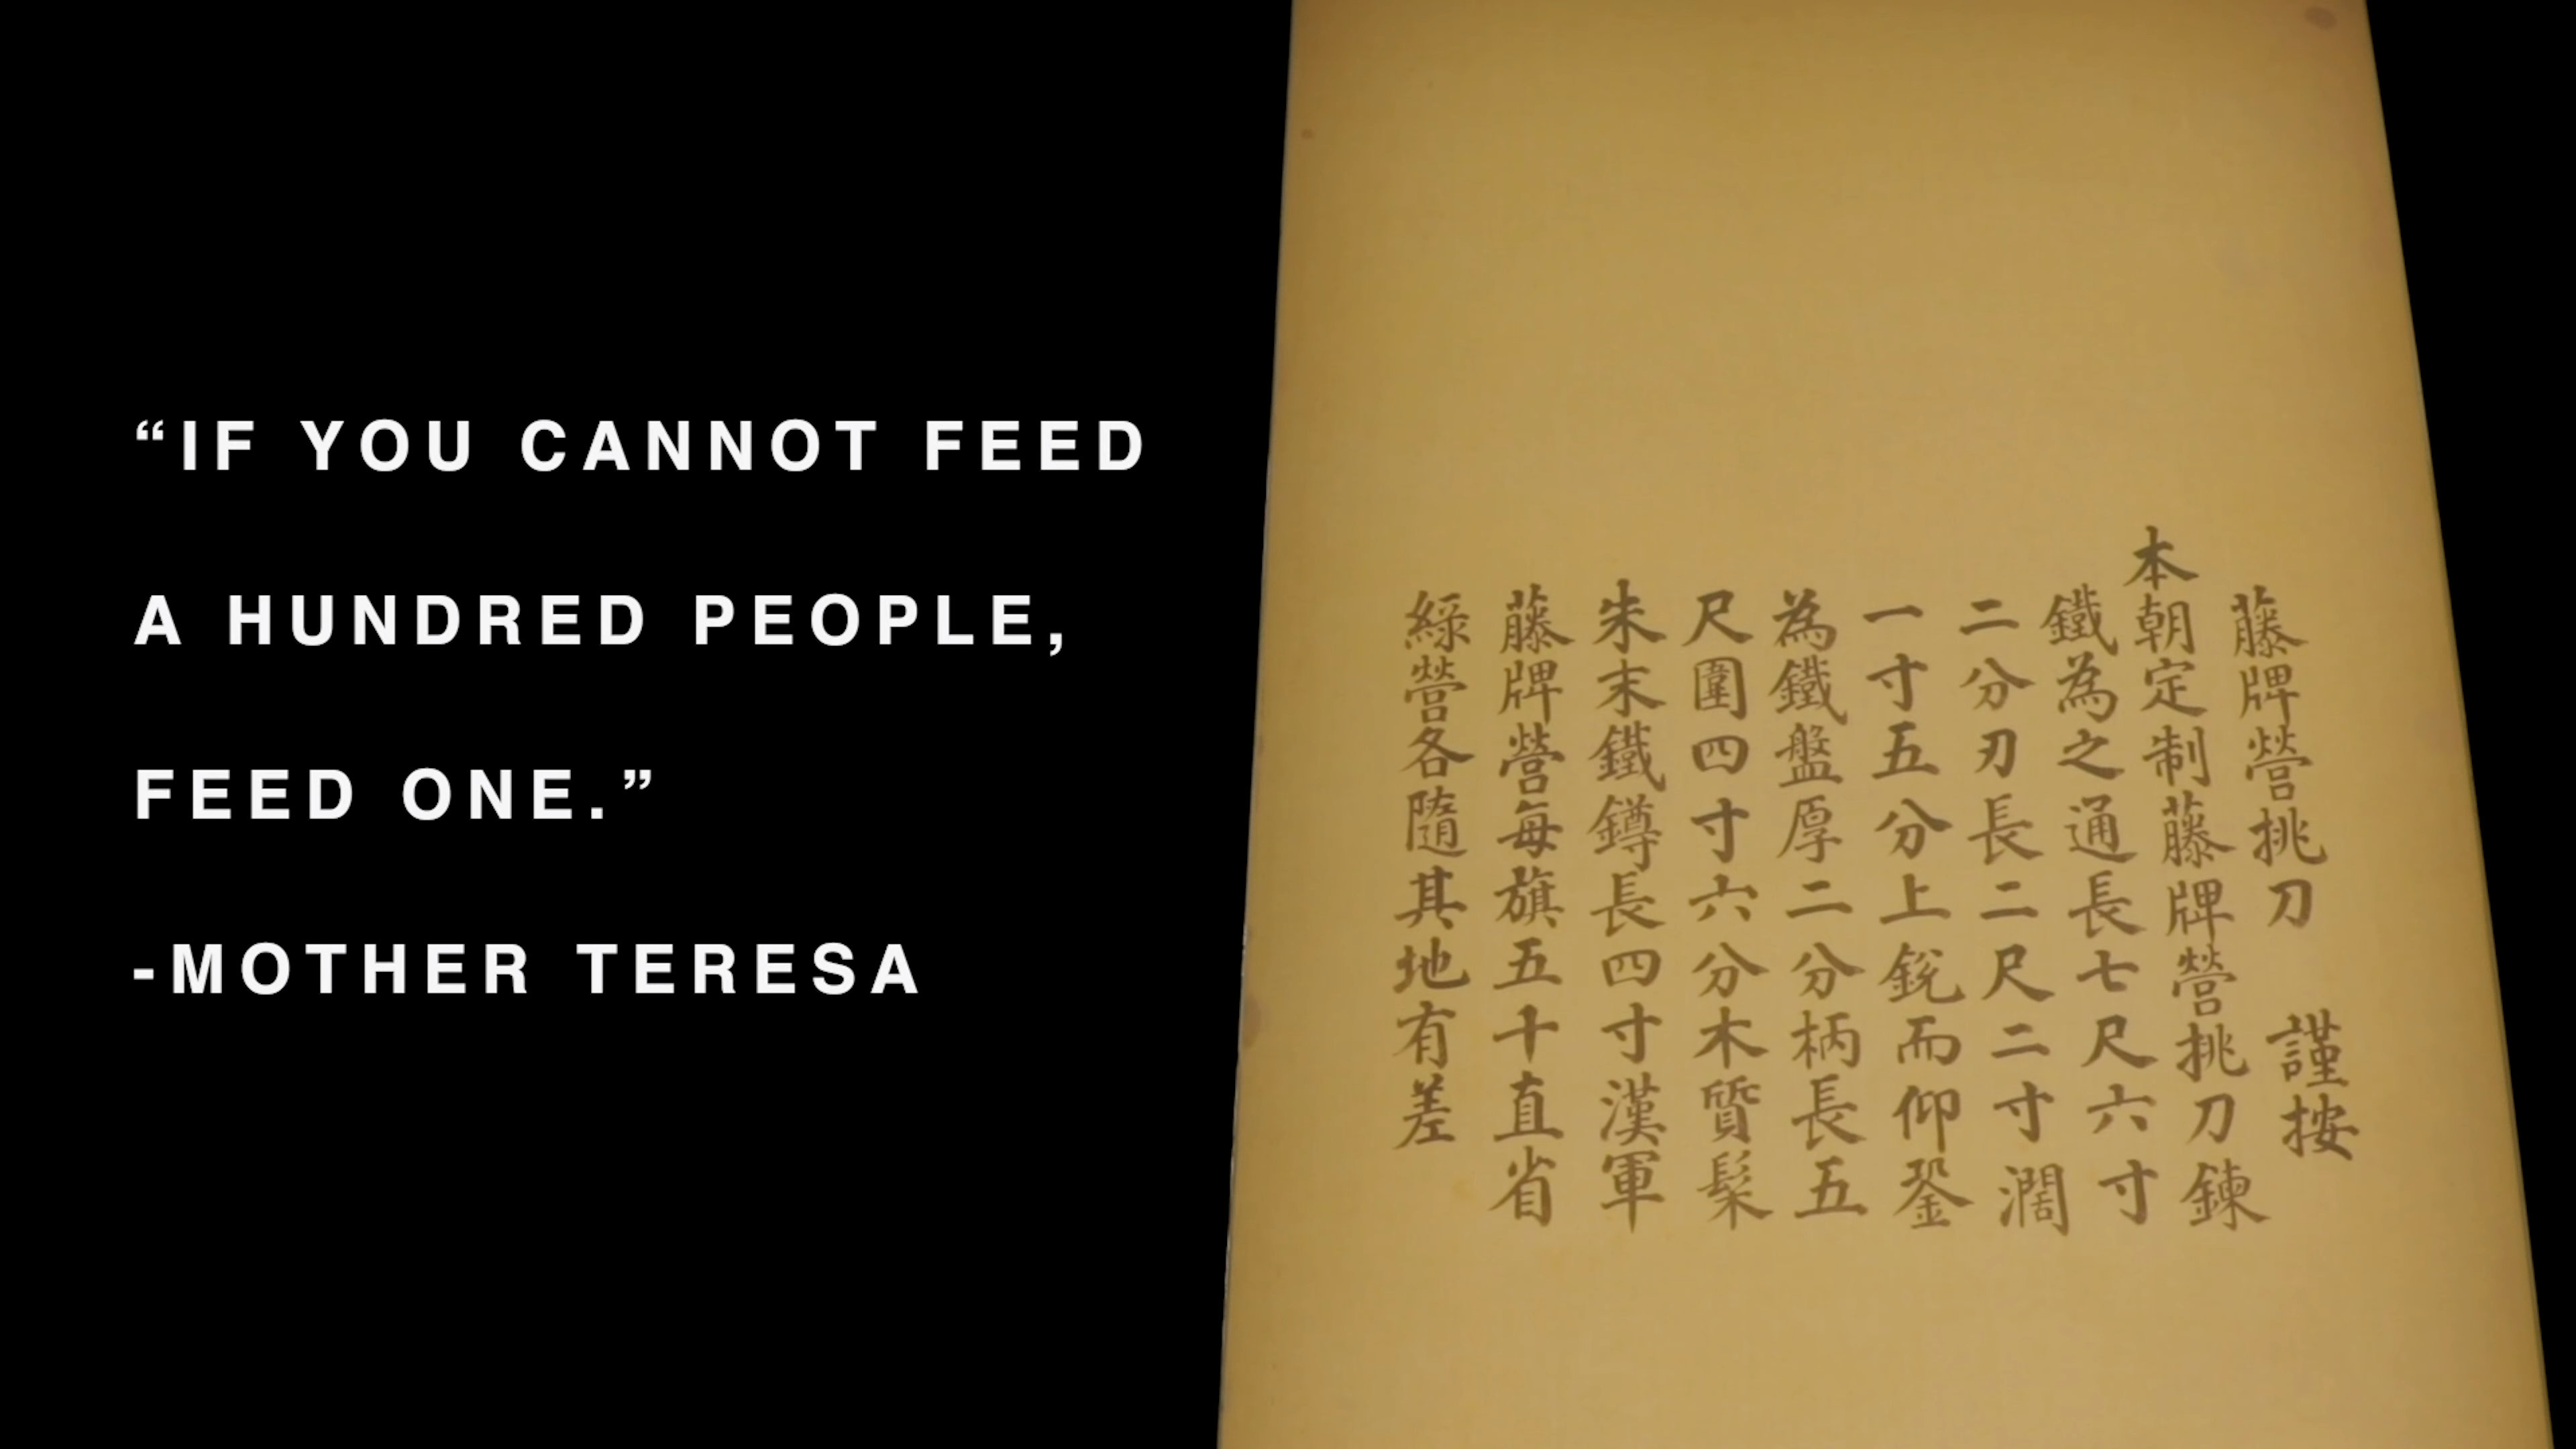 “IF YOU CANNOT FEED
A HUNDRED PEOPLE,
FEED ONE.”
-MOTHER TERESA
藤牌營挑刀 謹按
本朝定制藤牌營挑刀鍊
鐵為之通長七尺六寸
二分刃長二尺二寸濶
一寸五分上銳而仰銎
為鐵盤厚二分柄長五
尺圍四寸六分木質髹
朱末鐵鐏長四寸漢軍
藤牌營每旗五十直省
綠營各隨其地有差